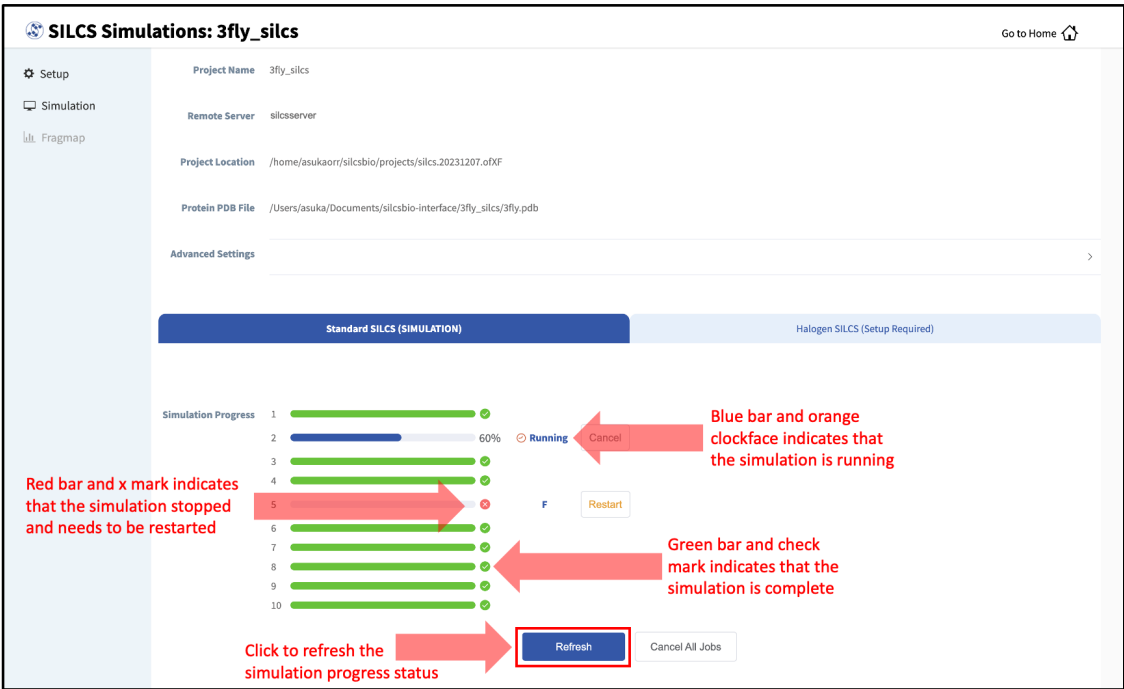 SILCS Simulations: 3fly_silcs
Go to Home
Setup
Simulation
Fragmap
Project Name 3fly_silcs
Remote Server silcsserver
Project Location /home/asukaorr/silcsbio/projects/silcs.20231207.ofXF
Protein PDB File /Users/asuka/Documents/silcsbio-interface/3fly_silcs/3fly.pdb
Advanced Settings
Standard SILCS (SIMULATION)
Halogen SILCS (Setup Required)
Simulation Progress
1
2 60% Running Cancel
3
4
5 F Restart
6
7
8
9
10
Blue bar and orange
clockface indicates that
the simulation is running
Red bar and x mark indicates
that the simulation stopped
and needs to be restarted
Green bar and check
mark indicates that the
simulation is complete
Click to refresh the
simulation progress status
Refresh
Cancel All Jobs